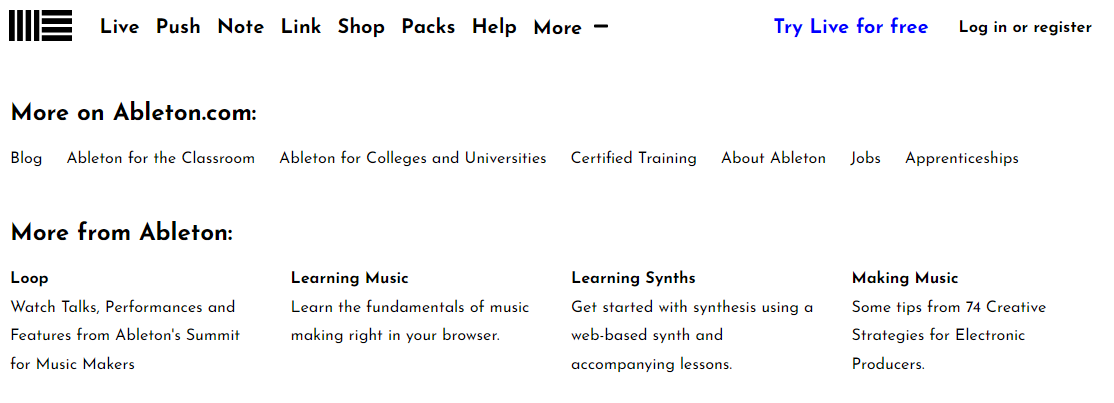 Live Push Note Link Shop Packs Help More Try Live for free Log in or register
More on Ableton.com:
Blog Ableton for the Classroom Ableton for Colleges and Universities Certified Training About Ableton Jobs Apprenticeships
More from Ableton:
Loop
Watch Talks, Performances and
Features from Ableton's Summit
for Music Makers
Learning Music
Learn the fundamentals of music
making right in your browser.
Learning Synths
Get started with synthesis using a
web-based synth and
accompanying lessons.
Making Music
Some tips from 74 Creative
Strategies for Electronic
Producers.